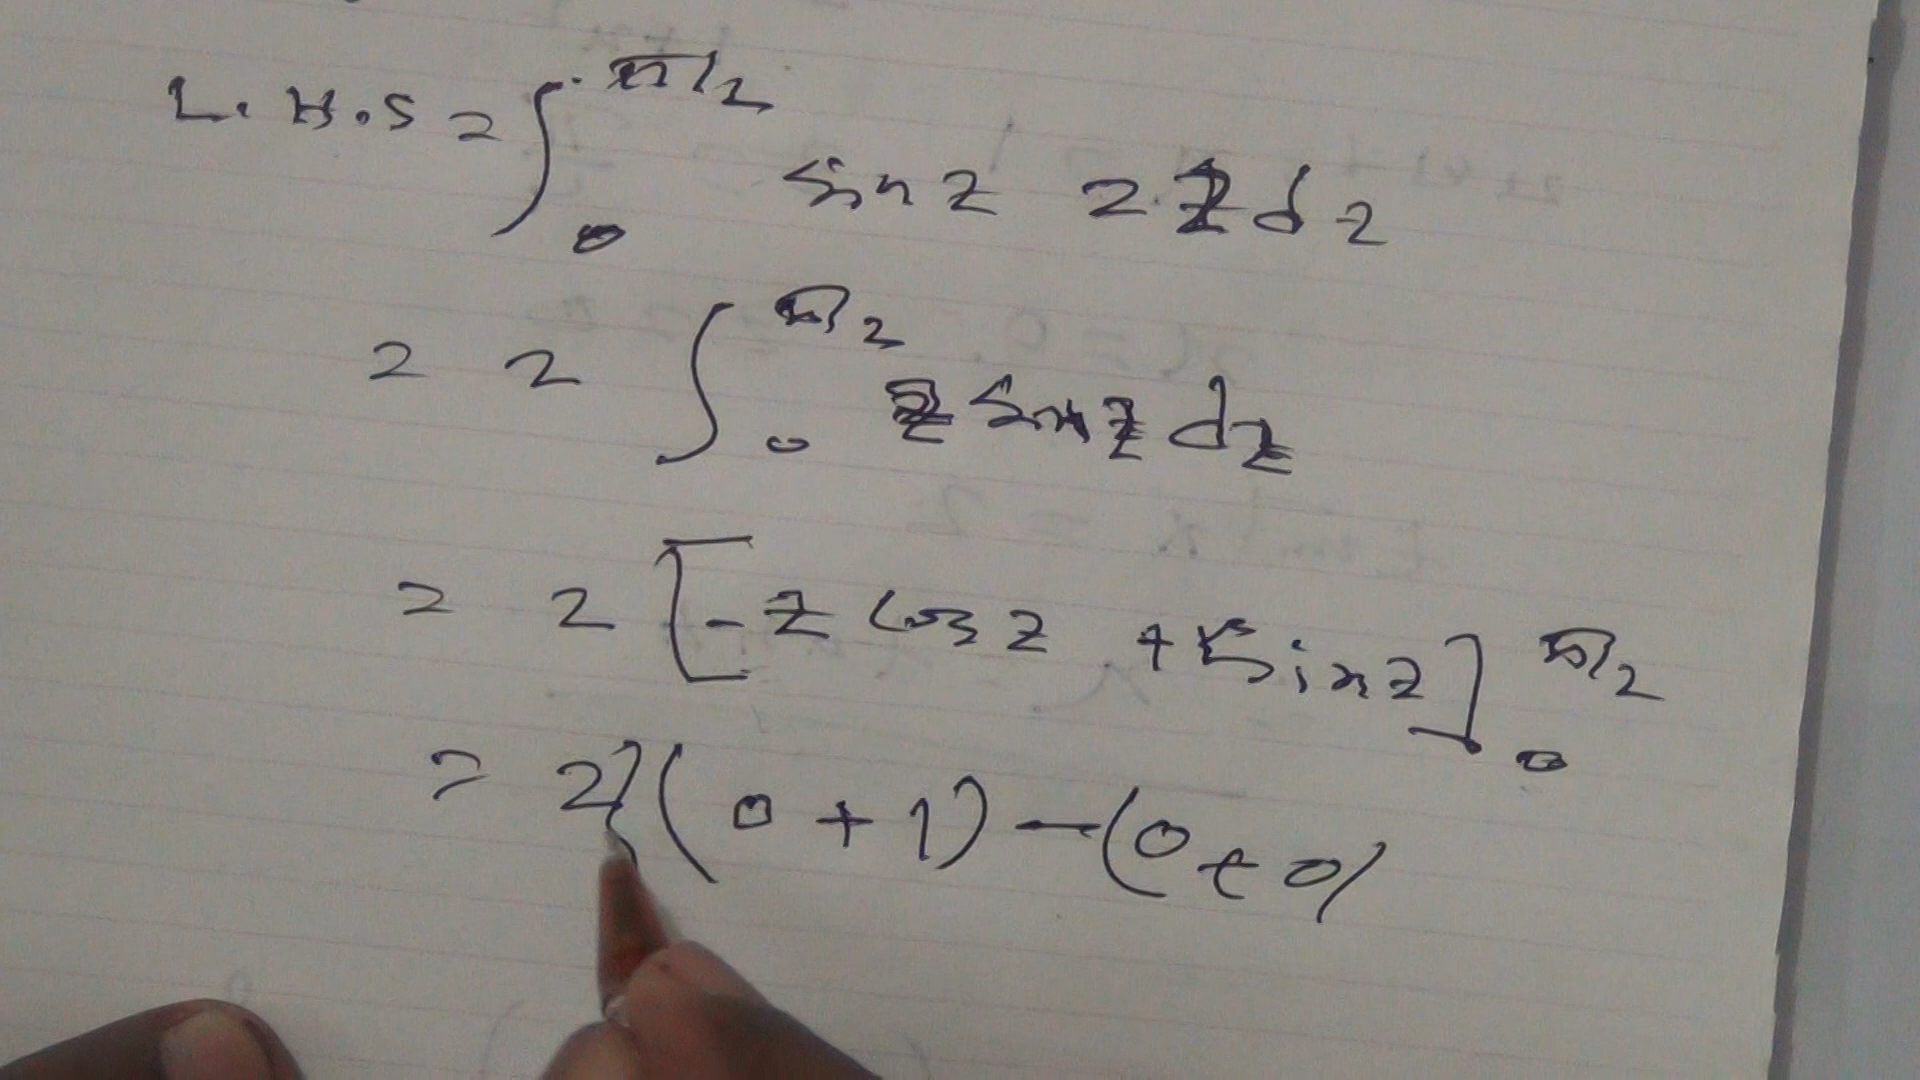 L.H.S = ∫₀^{π/2} sin z 2z dz
= 2 ∫₀^{π/2} z sin z dz
= 2 [-z cos z + sin z]₀^{π/2}
= 2{(0+1)-(0+0)